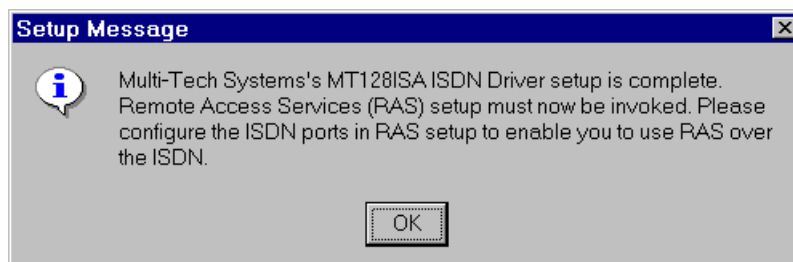 Setup Message
Multi-Tech Systems's MT128ISA ISDN Driver setup is complete.
Remote Access Services (RAS) setup must now be invoked. Please
configure the ISDN ports in RAS setup to enable you to use RAS over
the ISDN.
OK